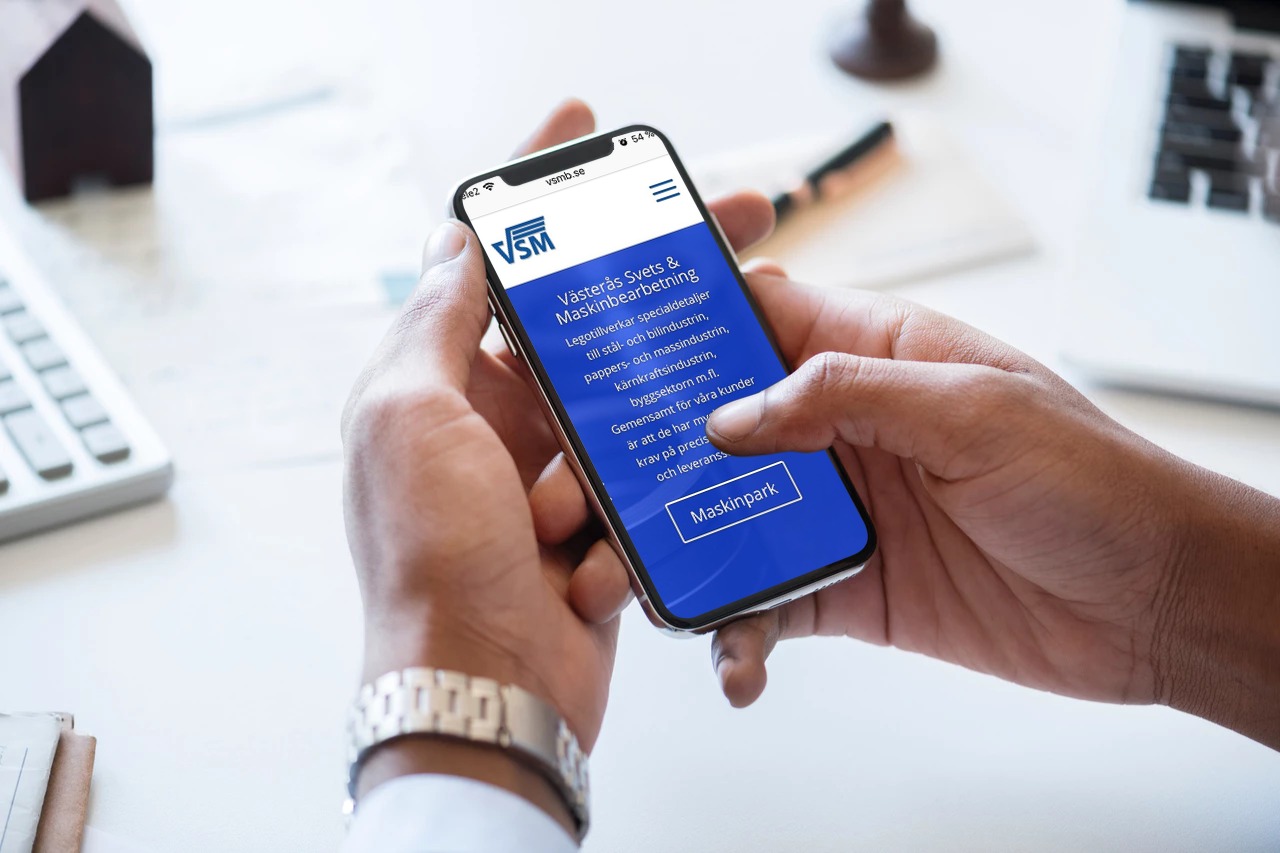 54 %
vsmb.se
VSM
Västerås Svets &
Maskinbearbetning
Legotillverkar specialdetaljer
till stål- och bilindustrin,
pappers- och massindustrin,
kärnkraftsindustrin,
byggsektorn m.fl.
Gemensamt för våra kunder
är att de har
krav på
och
Maskinpark